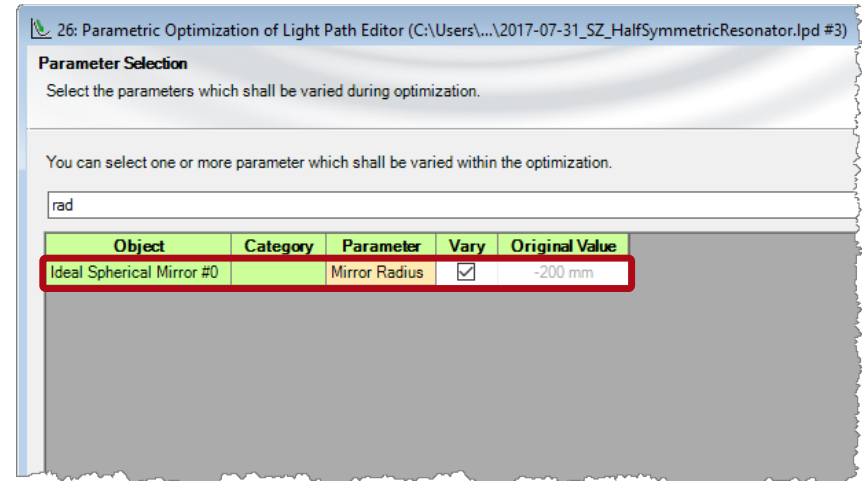 26: Parametric Optimization of Light Path Editor (C:\Users\...\2017-07-31_SZ_HalfSymmetricResonator.lpd #3)
Parameter Selection
Select the parameters which shall be varied during optimization.
You can select one or more parameter which shall be varied within the optimization.
rad
Object Category Parameter Vary Original Value
Ideal Spherical Mirror #0 Mirror Radius -200 mm